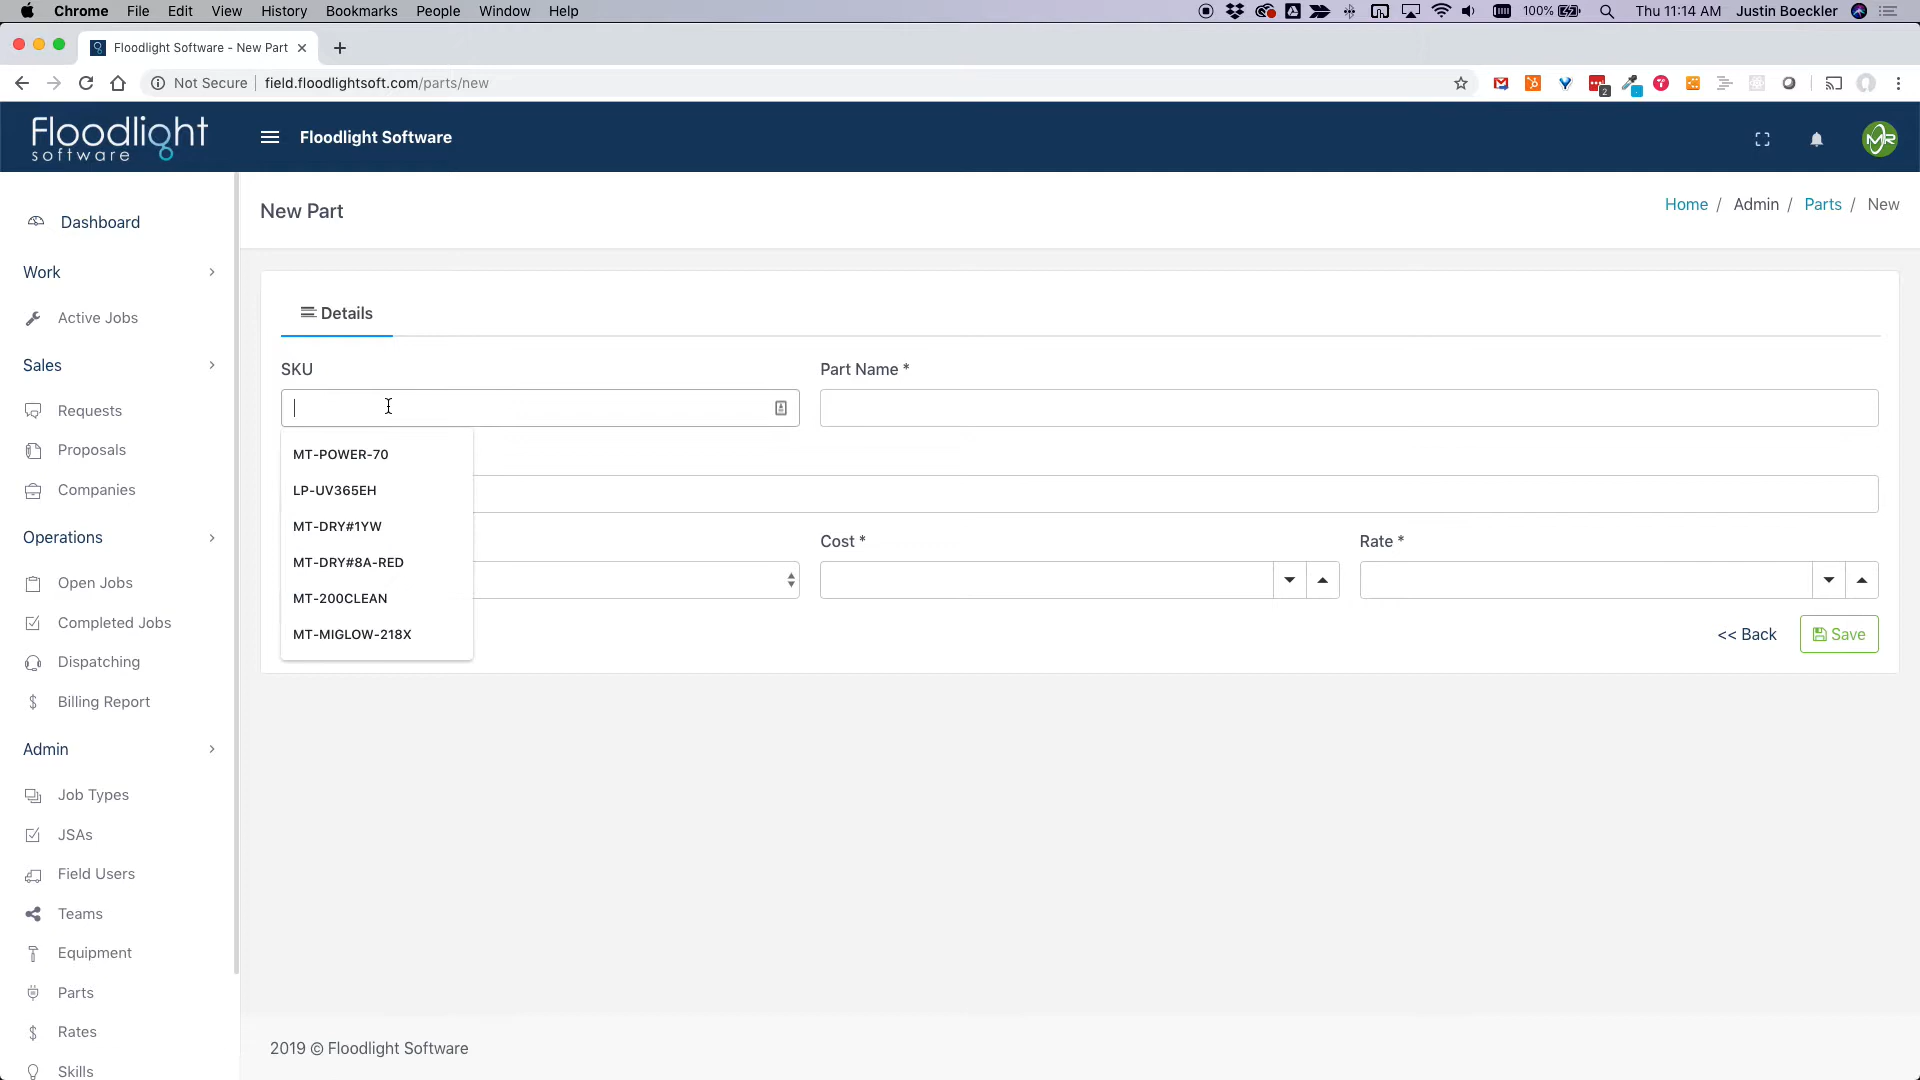 Chrome File Edit View History Bookmarks People Window Help 100% Thu 11:14 AM Justin Boeckler
Floodlight Software - New Part
Not Secure field.floodlightsoft.com/parts/new 2
Floodlight software
Floodlight Software
MR
New Part
Home / Admin / Parts / New
Dashboard
Work
Active Jobs
Sales
Requests
Proposals
Companies
Operations
Open Jobs
Completed Jobs
Dispatching
Billing Report
Admin
Job Types
JSAs
Field Users
Teams
Equipment
Parts
Rates
Skills
Details
SKU
Part Name *
MT-POWER-70
LP-UV365EH
MT-DRY#1YW
MT-DRY#8A-RED
MT-200CLEAN
MT-MIGLOW-218X
Cost *
Rate *
<< Back
Save
2019 © Floodlight Software